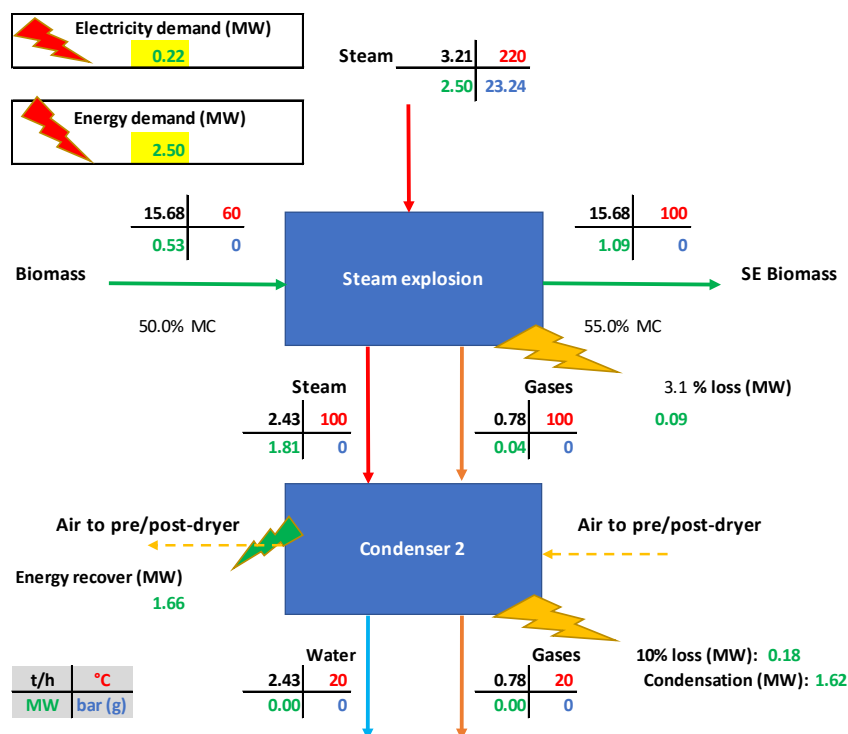 Electricity demand (MW)
0.22
Steam 3.21 220
2.50 23.24
Energy demand (MW)
2.50
15.68 60
0.53 0
15.68 100
1.09 0
Biomass
Steam explosion
SE Biomass
50.0% MC
55.0% MC
Steam
2.43 100
1.81 0
Gases
0.78 100
0.04 0
3.1 % loss (MW)
0.09
Air to pre/post-dryer
Condenser 2
Air to pre/post-dryer
Energy recover (MW)
1.66
Water
2.43 20
0.00 0
Gases
0.78 20
0.00 0
10% loss (MW): 0.18
Condensation (MW): 1.62
t/h °C
MW bar (g)